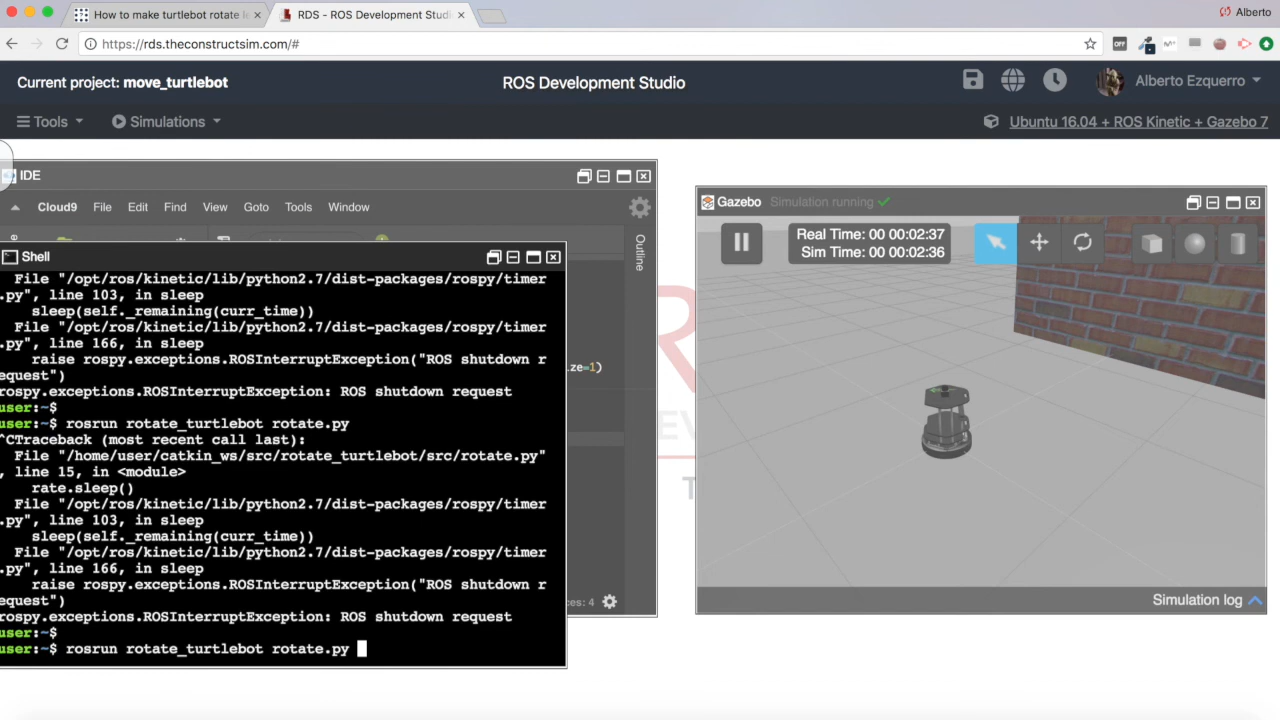 How to make turtlebot rotate le
RDS - ROS Development Studi
Alberto
https://rds.theconstructsim.com/#
OFF
Current project: move_turtlebot
ROS Development Studio
Alberto Ezquerro
Tools
Simulations
Ubuntu 16.04 + ROS Kinetic + Gazebo 7
IDE
Cloud9 File Edit Find View Goto Tools Window
Outline
ze=1)
ces: 4
Shell
File "/opt/ros/kinetic/lib/python2.7/dist-packages/rospy/timer
.py", line 103, in sleep
sleep(self._remaining(curr_time))
File "/opt/ros/kinetic/lib/python2.7/dist-packages/rospy/timer
.py", line 166, in sleep
raise rospy.exceptions.ROSInterruptException("ROS shutdown r
equest")
rospy.exceptions.ROSInterruptException: ROS shutdown request
user:~$
user:~$ rosrun rotate_turtlebot rotate.py
^CTraceback (most recent call last):
File "/home/user/catkin_ws/src/rotate_turtlebot/src/rotate.py"
, line 15, in <module>
rate.sleep()
File "/opt/ros/kinetic/lib/python2.7/dist-packages/rospy/timer
.py", line 103, in sleep
sleep(self._remaining(curr_time))
File "/opt/ros/kinetic/lib/python2.7/dist-packages/rospy/timer
.py", line 166, in sleep
raise rospy.exceptions.ROSInterruptException("ROS shutdown r
equest")
rospy.exceptions.ROSInterruptException: ROS shutdown request
user:~$
user:~$ rosrun rotate_turtlebot rotate.py
Gazebo Simulation running
Real Time: 00 00:02:37
Sim Time: 00 00:02:36
Simulation log